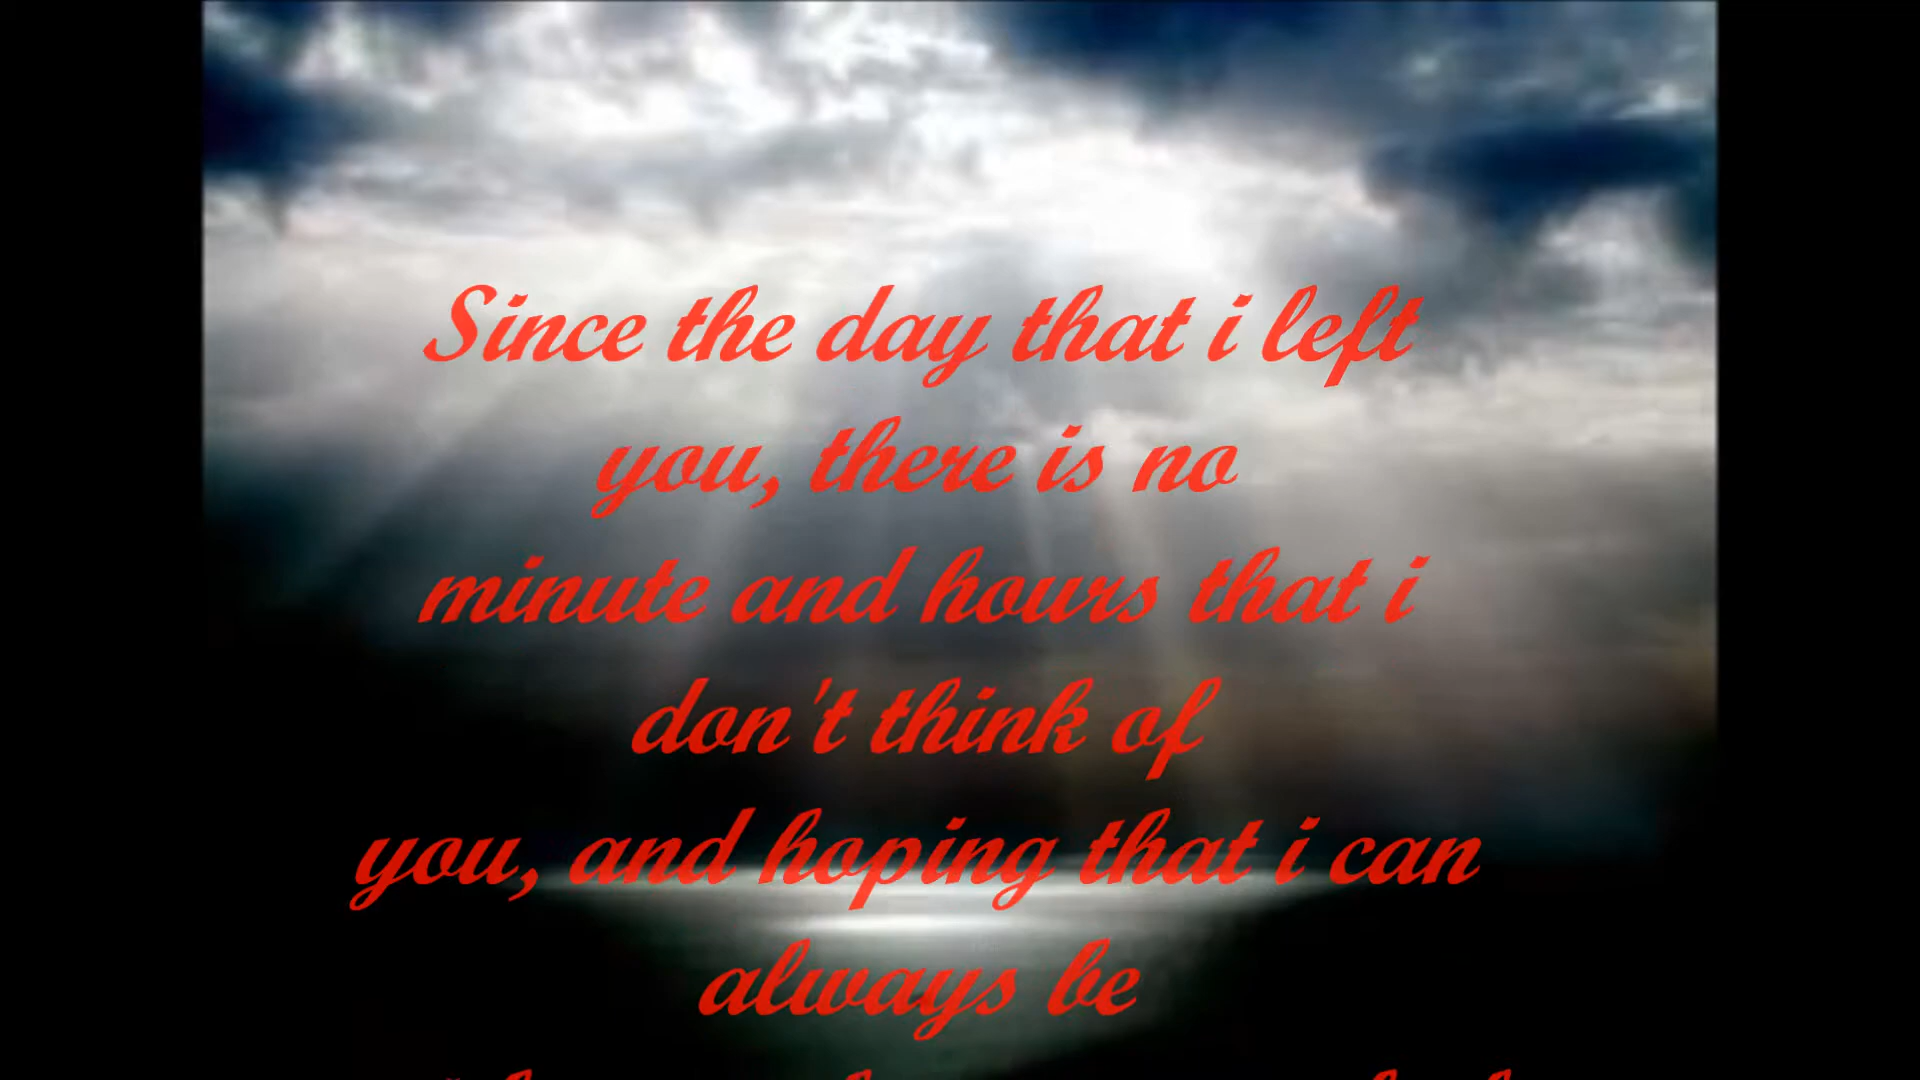 Since the day that i left
you, there is no
minute and hours that i
don't think of
you, and hoping that i can
always be